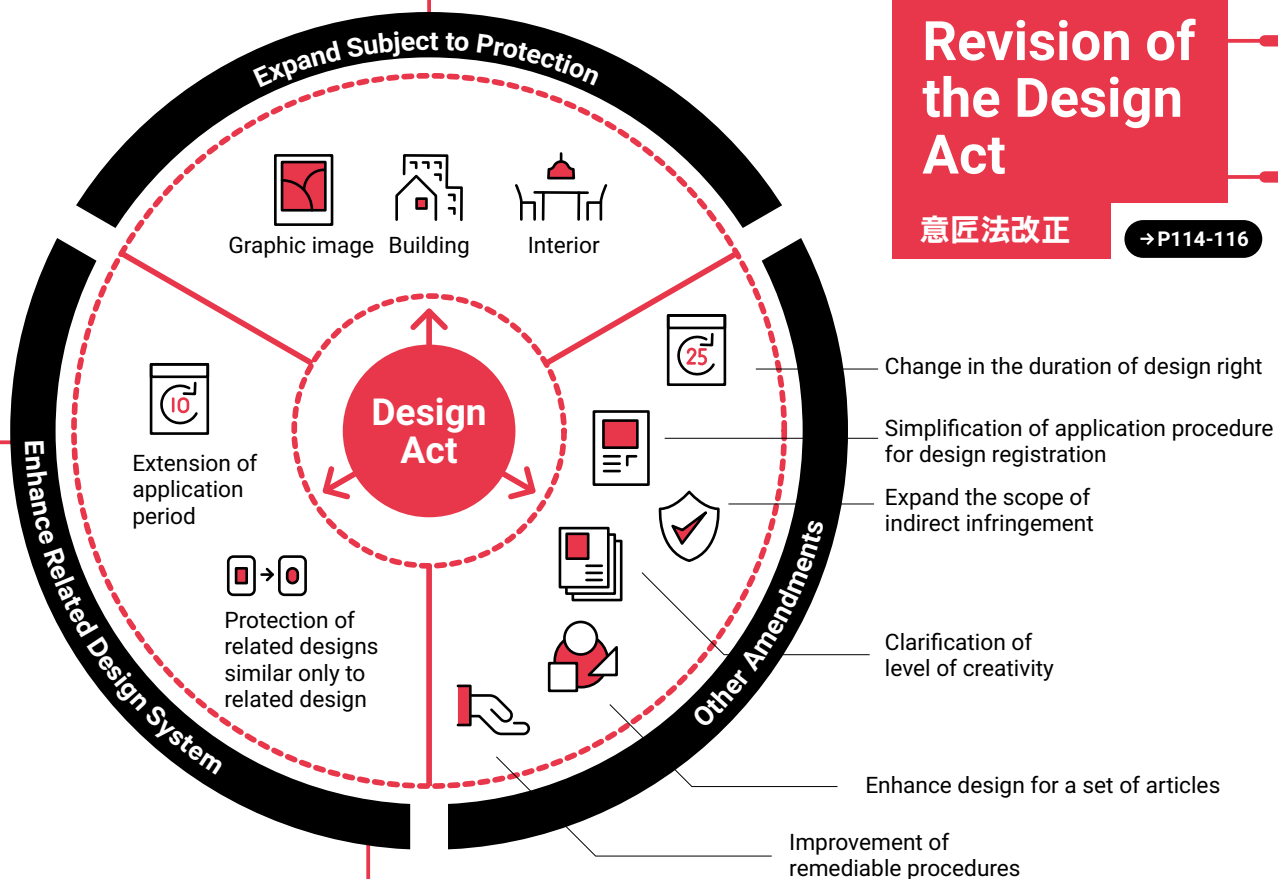 Revision of
the Design
Act
意匠法改正
→P114-116
Expand Subject to Protection
Graphic image
Building
Interior
Design
Act
Enhance Related Design System
10
Extension of
application
period
Protection of
related designs
similar only to
related design
Other Amendments
25
Change in the duration of design right
Simplification of application procedure
for design registration
Expand the scope of
indirect infringement
Clarification of
level of creativity
Enhance design for a set of articles
Improvement of
remediable procedures